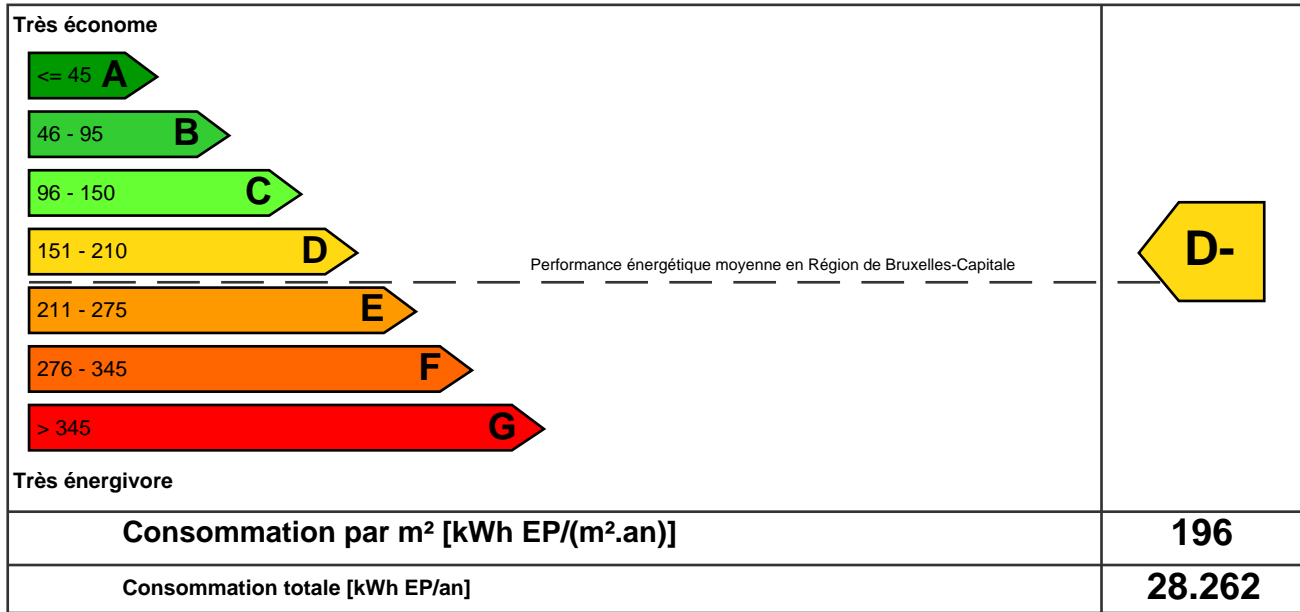 Très économe
<= 45 A
46 - 95 B
96 - 150 C
151 - 210 D
Performance énergétique moyenne en Région de Bruxelles-Capitale
D-
211 - 275 E
276 - 345 F
> 345 G
Très énergivore
Consommation par m² [kWh EP/(m².an)] 196
Consommation totale [kWh EP/an] 28.262